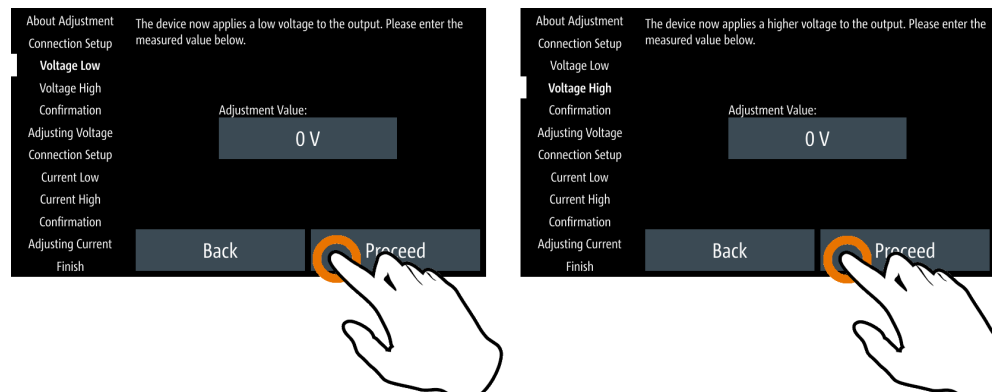 About Adjustment
Connection Setup
Voltage Low
Voltage High
Confirmation
Adjusting Voltage
Connection Setup
Current Low
Current High
Confirmation
Adjusting Current
Finish
The device now applies a low voltage to the output. Please enter the
measured value below.
Adjustment Value:
0 V
Back
Proceed
About Adjustment
Connection Setup
Voltage Low
Voltage High
Confirmation
Adjusting Voltage
Connection Setup
Current Low
Current High
Confirmation
Adjusting Current
Finish
The device now applies a higher voltage to the output. Please enter the
measured value below.
Adjustment Value:
0 V
Back
Proceed